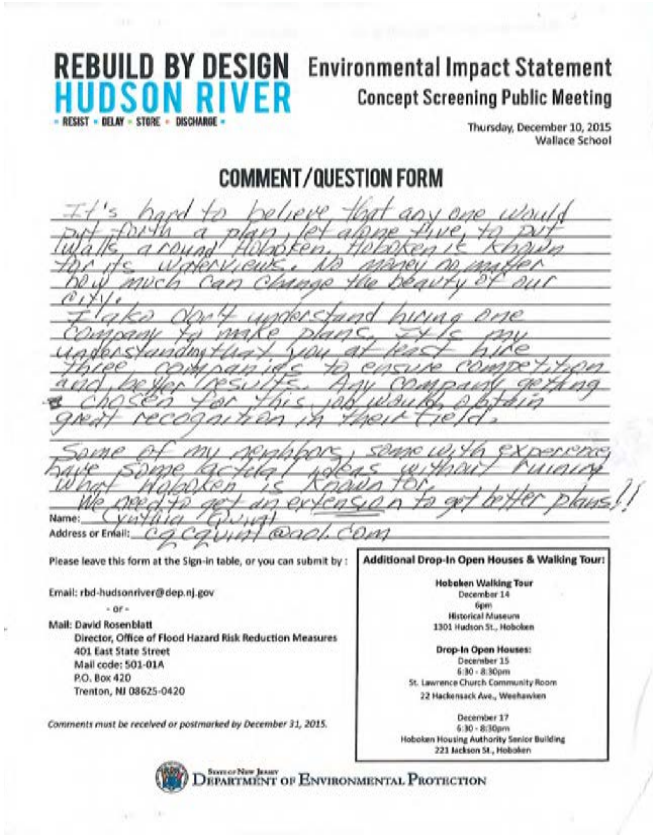 REBUILD BY DESIGN
HUDSON RIVER
• RESIST • DELAY • STORE • DISCHARGE •
Environmental Impact Statement
Concept Screening Public Meeting
Thursday, December 10, 2015
Wallace School
COMMENT/QUESTION FORM
It's hard to believe that any one would
put forth a plan, let alone five, to put
walls around Hoboken. Hoboken is known
for its waterviews. No money no matter
how much can change the beauty of our
city.
I also don't understand hiring one
company to make plans. It is my
understanding that you at least hire
three companies to ensure competition
and better results. Any company getting
chosen for this job would obtain
great recognition in their field.
Some of my neighbors, some with experience,
have some actual ideas without ruining
what Hoboken is known for.
We need to get an extension to get better plans!!
Name: Cynthia
Address or Email: cqcquint@aol.com
Please leave this form at the Sign-in table, or you can submit by :
Email: rbd-hudsonriver@dep.nj.gov
- or -
Mail: David Rosenblatt
Director, Office of Flood Hazard Risk Reduction Measures
401 East State Street
Mail code: 501-01A
P.O. Box 420
Trenton, NJ 08625-0420
Comments must be received or postmarked by December 31, 2015.
Additional Drop-In Open Houses & Walking Tour:
Hoboken Walking Tour
December 14
6pm
Historical Museum
1301 Hudson St., Hoboken
Drop-In Open Houses:
December 15
6:30 - 8:30pm
St. Lawrence Church Community Room
22 Hackensack Ave., Weehawken
December 17
6:30 - 8:30pm
Hoboken Housing Authority Senior Building
221 Jackson St., Hoboken
STATE OF NEW JERSEY
DEPARTMENT OF ENVIRONMENTAL PROTECTION